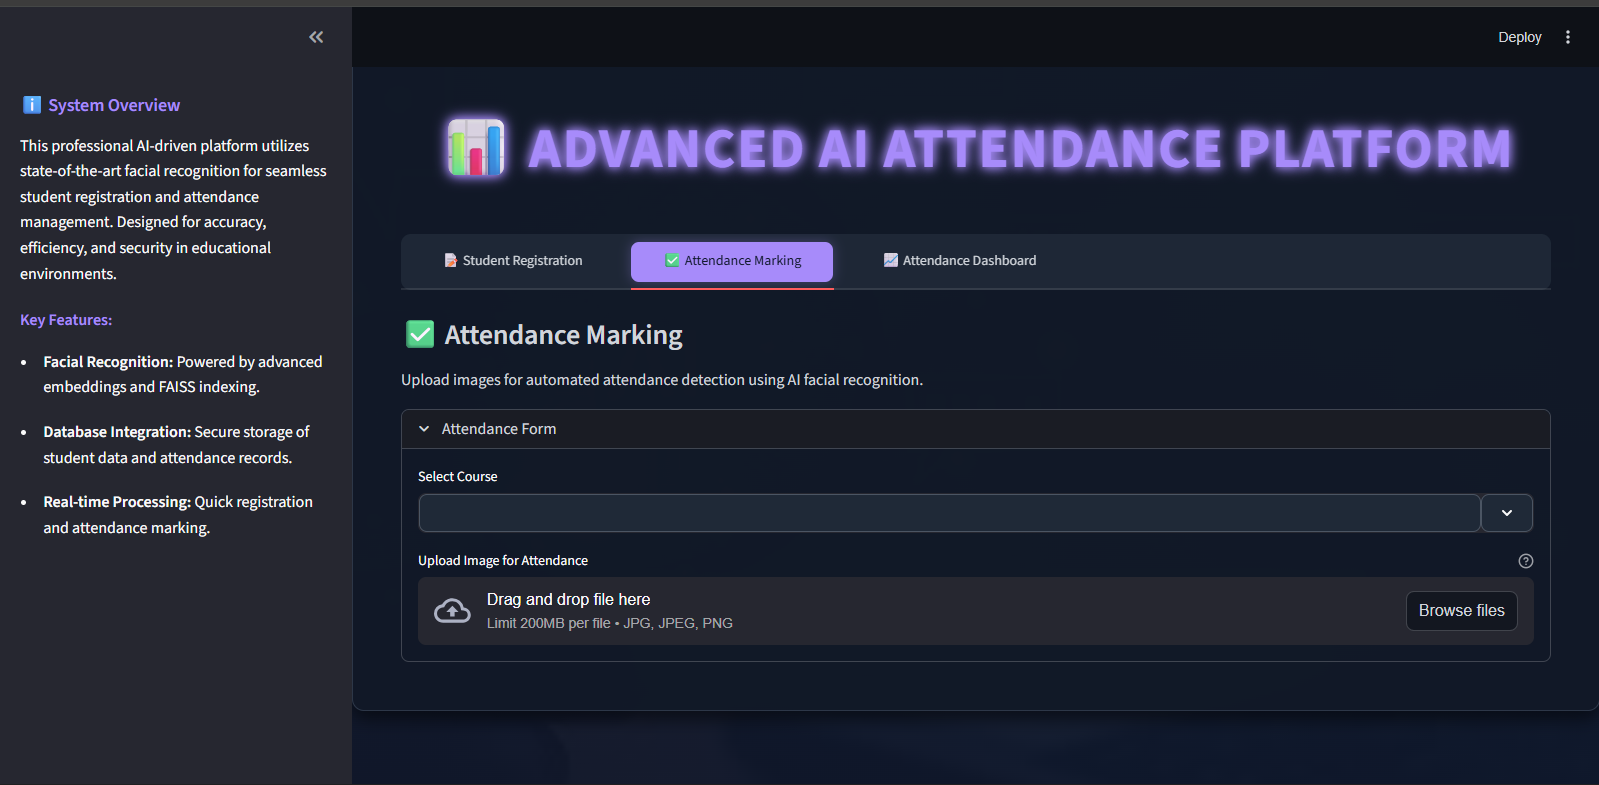 Deploy
System Overview
This professional AI-driven platform utilizes
state-of-the-art facial recognition for seamless
student registration and attendance
management. Designed for accuracy,
efficiency, and security in educational
environments.
Key Features:
• Facial Recognition: Powered by advanced
embeddings and FAISS indexing.
• Database Integration: Secure storage of
student data and attendance records.
• Real-time Processing: Quick registration
and attendance marking.
ADVANCED AI ATTENDANCE PLATFORM
Student Registration
Attendance Marking
Attendance Dashboard
Attendance Marking
Upload images for automated attendance detection using AI facial recognition.
Attendance Form
Select Course
Upload Image for Attendance
Drag and drop file here
Limit 200MB per file • JPG, JPEG, PNG
Browse files